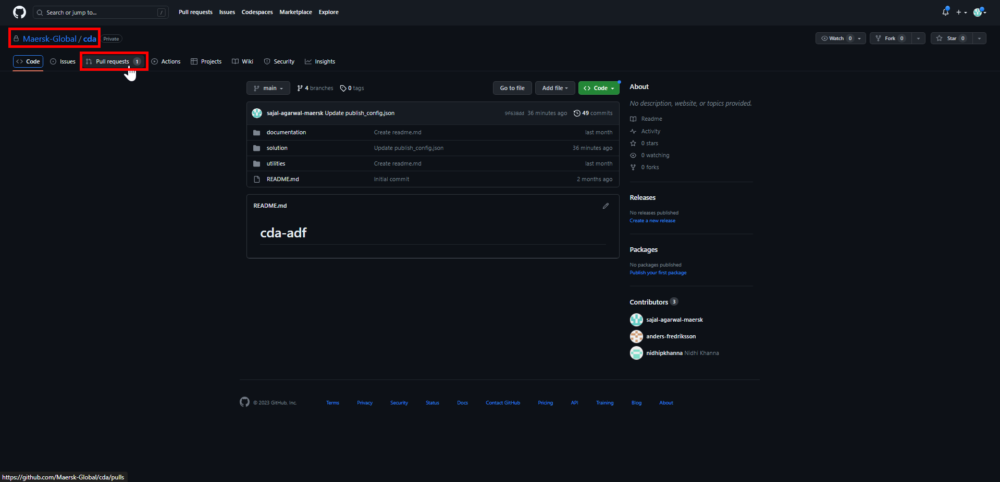 Search or jump to... / Pull requests Issues Codespaces Marketplace Explore
Maersk-Global / cda Private Watch 0 Fork 0 Star 0
Code Issues Pull requests 1 Actions Projects Wiki Security Insights
main 4 branches 0 tags Go to file Add file Code
sajal-agarwal-maersk Update publish_config.json 9f638dd 36 minutes ago 49 commits
documentation Create readme.md last month
solution Update publish_config.json 36 minutes ago
utilities Create readme.md last month
README.md Initial commit 2 months ago
README.md
cda-adf
About
No description, website, or topics provided.
Readme
Activity
0 stars
0 watching
0 forks
Releases
No releases published
Create a new release
Packages
No packages published
Publish your first package
Contributors 3
sajal-agarwal-maersk
anders-fredriksson
nidhipkhanna Nidhi Khanna
© 2023 GitHub, Inc. Terms Privacy Security Status Docs Contact GitHub Pricing API Training Blog About
https://github.com/Maersk-Global/cda/pulls